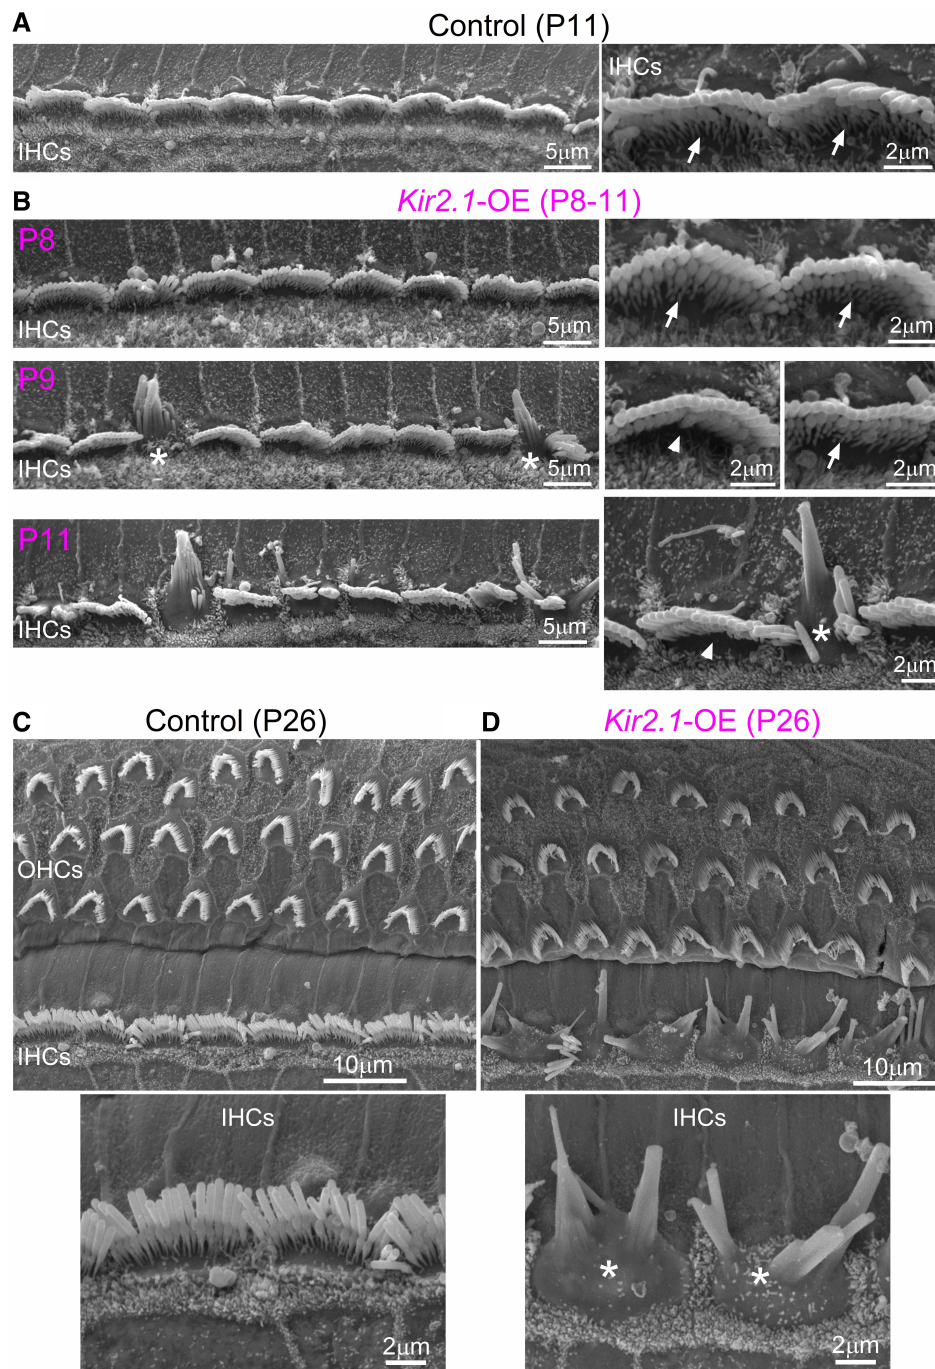 A
Control (P11)
IHCs
5μm
IHCs
2μm
B
Kir2.1-OE (P8-11)
P8
IHCs
5μm
2μm
P9
IHCs
*
*
5μm
2μm
2μm
P11
IHCs
5μm
*
2μm
C
Control (P26)
OHCs
IHCs
10μm
D
Kir2.1-OE (P26)
10μm
IHCs
2μm
IHCs
*
*
2μm